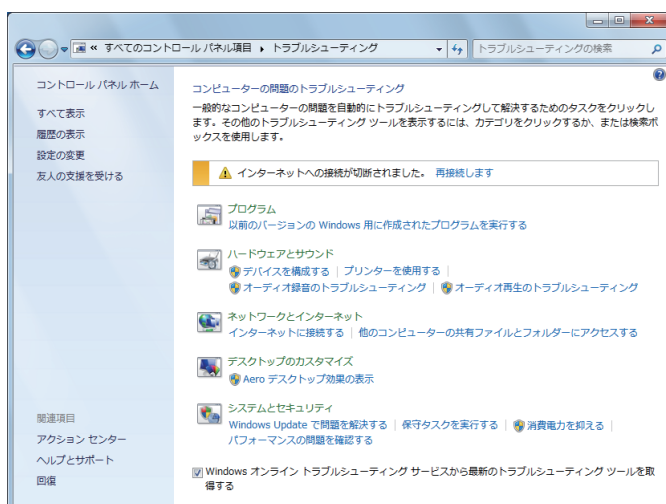 « すべてのコントロール パネル項目 ▸ トラブルシューティング
トラブルシューティングの検索
コントロール パネル ホーム
すべて表示
履歴の表示
設定の変更
友人の支援を受ける
関連項目
アクション センター
ヘルプとサポート
回復
コンピューターの問題のトラブルシューティング
一般的なコンピューターの問題を自動的にトラブルシューティングして解決するためのタスクをクリックし
ます。その他のトラブルシューティング ツールを表示するには、カテゴリをクリックするか、または検索ボ
ックスを使用します。
インターネットへの接続が切断されました。 再接続します
プログラム
以前のバージョンの Windows 用に作成されたプログラムを実行する
ハードウェアとサウンド
デバイスを構成する | プリンターを使用する |
オーディオ録音のトラブルシューティング | オーディオ再生のトラブルシューティング
ネットワークとインターネット
インターネットに接続する | 他のコンピューターの共有ファイルとフォルダーにアクセスする
デスクトップのカスタマイズ
Aero デスクトップ効果の表示
システムとセキュリティ
Windows Update で問題を解決する | 保守タスクを実行する | 消費電力を抑える |
パフォーマンスの問題を確認する
Windows オンライン トラブルシューティング サービスから最新のトラブルシューティング ツールを取
得する